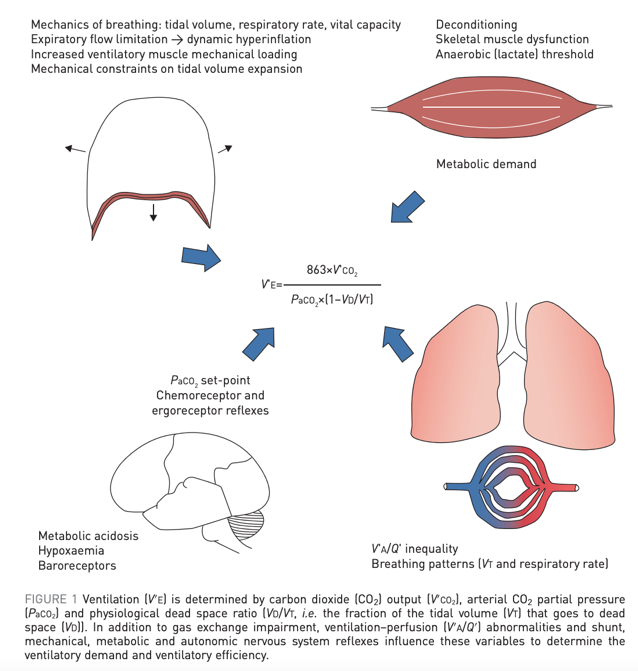 Mechanics of breathing: tidal volume, respiratory rate, vital capacity
Expiratory flow limitation → dynamic hyperinflation
Increased ventilatory muscle mechanical loading
Mechanical constraints on tidal volume expansion
Deconditioning
Skeletal muscle dysfunction
Anaerobic (lactate) threshold
Metabolic demand
863×V′CO₂
V′E=
PaCO₂×(1–VD/VT)
PaCO₂ set-point
Chemoreceptor and
ergoreceptor reflexes
Metabolic acidosis
Hypoxaemia
Baroreceptors
V′A/Q′ inequality
Breathing patterns (VT and respiratory rate)
FIGURE 1 Ventilation (V′E) is determined by carbon dioxide (CO₂) output (V′CO₂), arterial CO₂ partial pressure
(PaCO₂) and physiological dead space ratio (VD/VT, i.e. the fraction of the tidal volume (VT) that goes to dead
space (VD)). In addition to gas exchange impairment, ventilation–perfusion (V′A/Q′) abnormalities and shunt,
mechanical, metabolic and autonomic nervous system reflexes influence these variables to determine the
ventilatory demand and ventilatory efficiency.